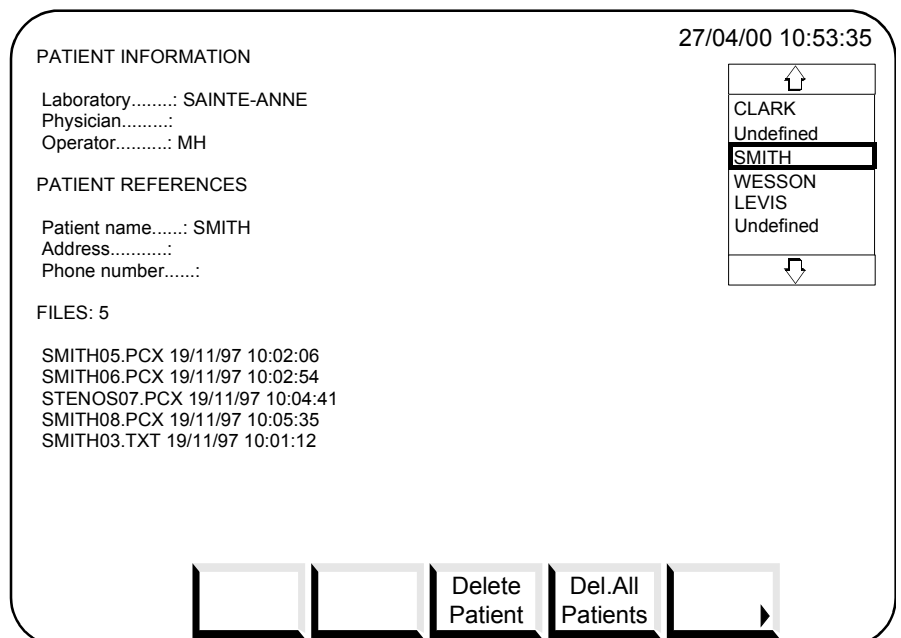 27/04/00 10:53:35
PATIENT INFORMATION
Laboratory........: SAINTE-ANNE
Physician.........:
Operator..........: MH
PATIENT REFERENCES
Patient name......: SMITH
Address...........:
Phone number......:
FILES: 5
SMITH05.PCX 19/11/97 10:02:06
SMITH06.PCX 19/11/97 10:02:54
STENOS07.PCX 19/11/97 10:04:41
SMITH08.PCX 19/11/97 10:05:35
SMITH03.TXT 19/11/97 10:01:12
CLARK
Undefined
SMITH
WESSON
LEVIS
Undefined
Delete
Patient
Del.All
Patients